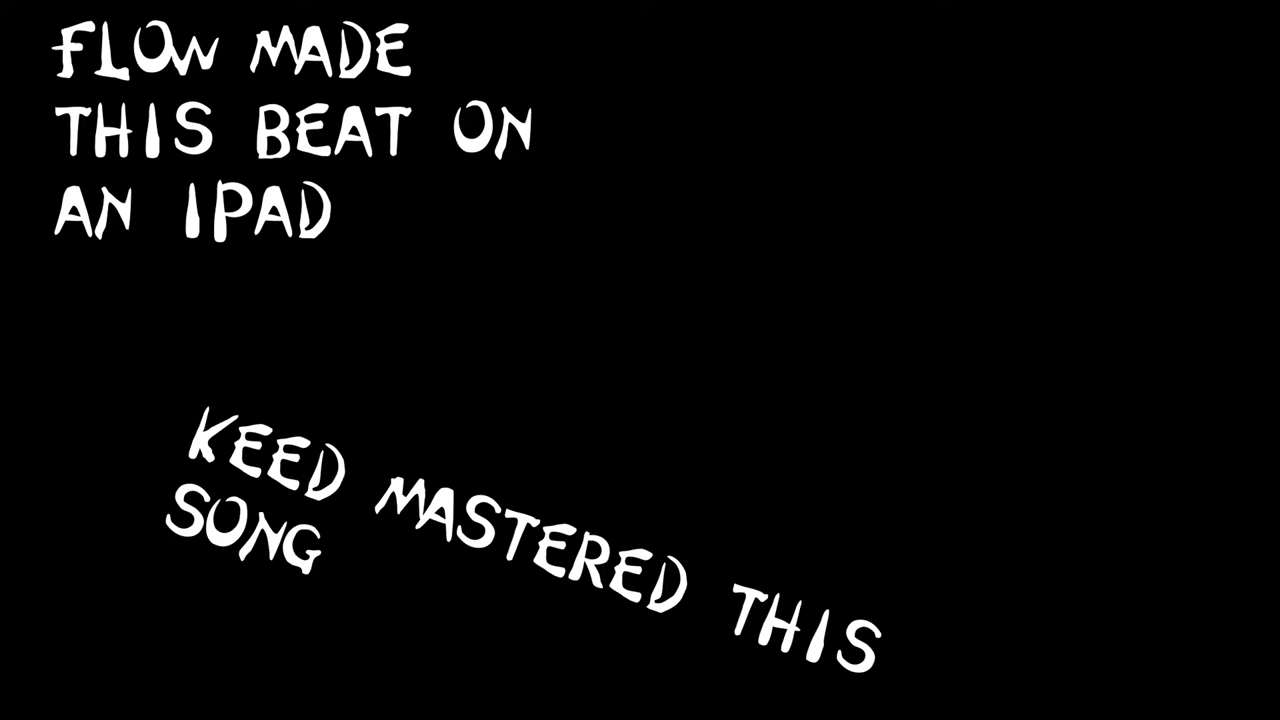 FLOW MADE
THIS BEAT ON
AN IPAD
KEED MASTERED THIS
SONG